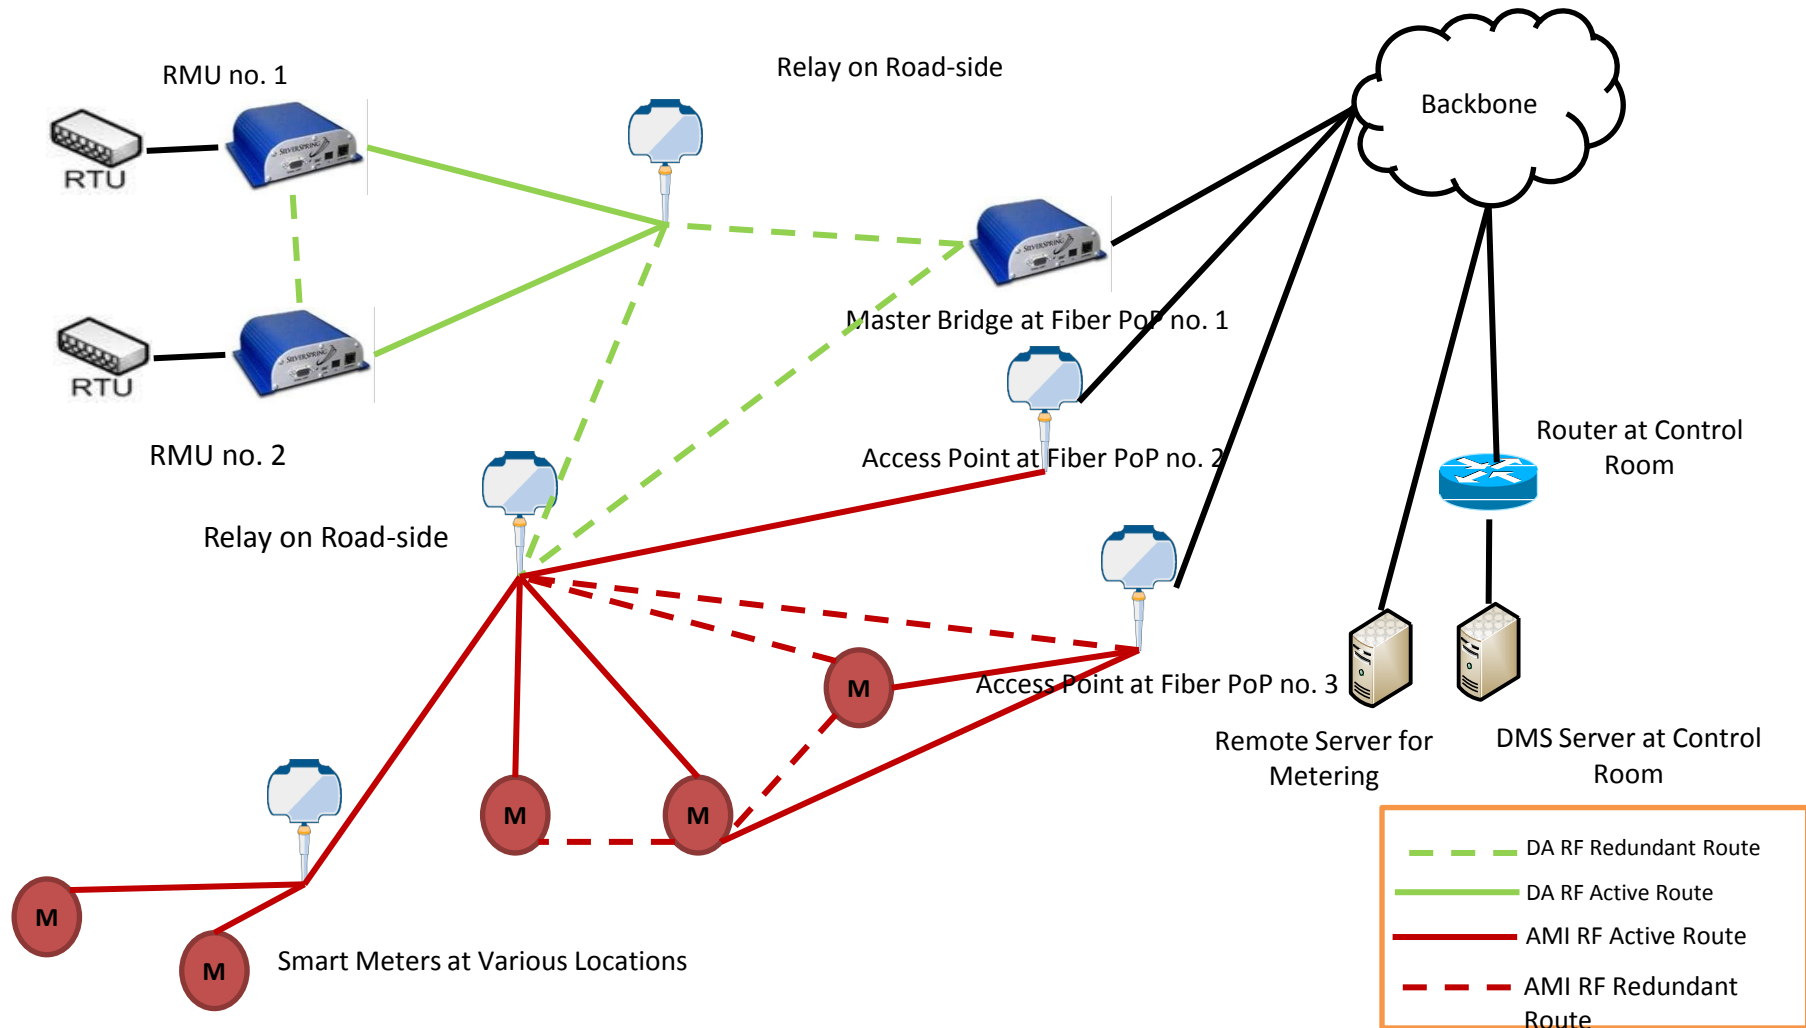 RMU no. 1
Relay on Road-side
Backbone
RTU
SILVERSPRING
SILVERSPRING
Master Bridge at Fiber PoP no. 1
RTU
SILVERSPRING
RMU no. 2
Access Point at Fiber PoP no. 2
Router at Control
Room
Relay on Road-side
M
Access Point at Fiber PoP no. 3
Remote Server for
Metering
DMS Server at Control
Room
M
M
M
M
Smart Meters at Various Locations
DA RF Redundant Route
DA RF Active Route
AMI RF Active Route
AMI RF Redundant
Route